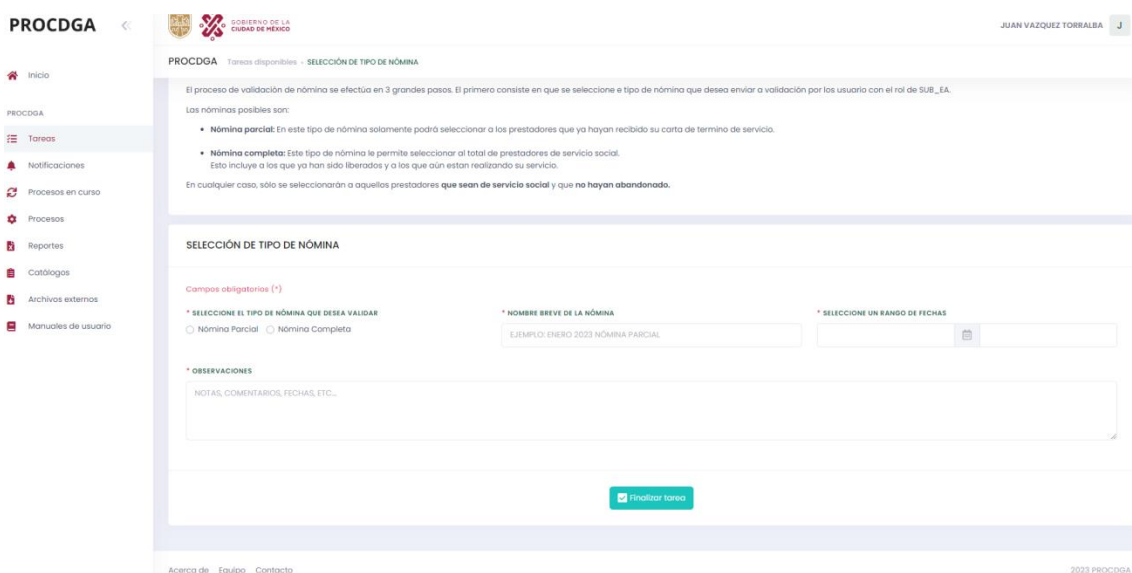 PROCDGA
GOBIERNO DE LA
CIUDAD DE MÉXICO
JUAN VAZQUEZ TORRALBA J
PROCDGA Tareas disponibles - SELECCIÓN DE TIPO DE NÓMINA
Inicio
PROCDGA
Tareas
Notificaciones
Procesos en curso
Procesos
Reportes
Catálogos
Archivos externos
Manuales de usuario
El proceso de validación de nómina se efectúa en 3 grandes pasos. El primero consiste en que se seleccione e tipo de nómina que desea enviar a validación por los usuario con el rol de SUB_EA.
Las nóminas posibles son:
Nómina parcial: En este tipo de nómina solamente podrá seleccionar a los prestadores que ya hayan recibido su carta de termino de servicio.
Nómina completa: Este tipo de nómina le permite seleccionar al total de prestadores de servicio social.
Esto incluye a los que ya han sido liberados y a los que aún estan realizando su servicio.
En cualquier caso, sólo se seleccionarán a aquellos prestadores que sean de servicio social y que no hayan abandonado.
SELECCIÓN DE TIPO DE NÓMINA
Campos obligatorios (*)
* SELECCIONE EL TIPO DE NÓMINA QUE DESEA VALIDAR
Nómina Parcial Nómina Completa
* NOMBRE BREVE DE LA NÓMINA
EJEMPLO: ENERO 2023 NÓMINA PARCIAL
* SELECCIONE UN RANGO DE FECHAS
* OBSERVACIONES
NOTAS, COMENTARIOS, FECHAS, ETC...
Finalizar tarea
Acerca de Equipo Contacto
2023 PROCDGA